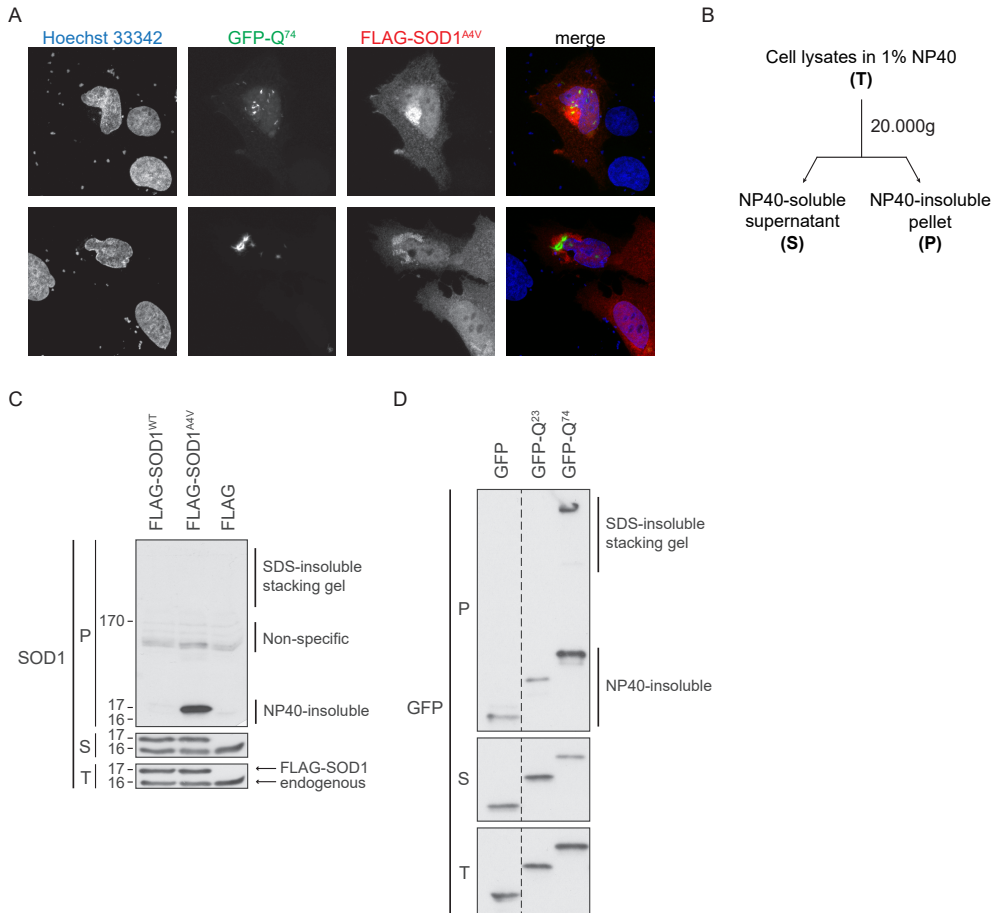 A
Hoechst 33342
GFP-Q⁷⁴
FLAG-SOD1ᴬ⁴ⱽ
merge
B
Cell lysates in 1% NP40
(T)
20.000g
NP40-soluble
supernatant
(S)
NP40-insoluble
pellet
(P)
C
FLAG-SOD1ᵂᵀ
FLAG-SOD1ᴬ⁴ⱽ
FLAG
SOD1
P
170
17
16
SDS-insoluble
stacking gel
Non-specific
NP40-insoluble
S
17
16
T
17
16
FLAG-SOD1
endogenous
D
GFP
GFP-Q²³
GFP-Q⁷⁴
GFP
P
SDS-insoluble
stacking gel
NP40-insoluble
S
T